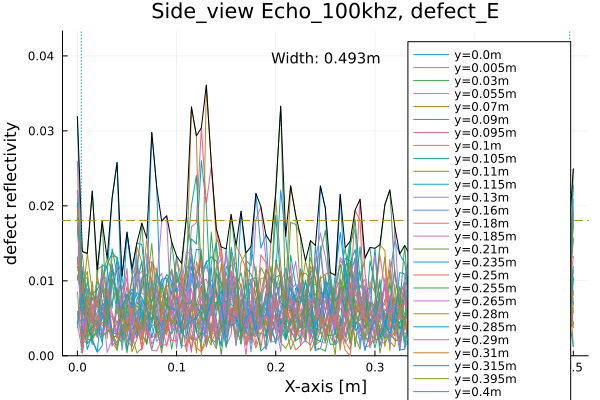 Side_view Echo_100khz, defect_E
Width: 0.493m
defect reflectivity
0.04
0.03
0.02
0.01
0.00
0.0
0.1
0.2
0.3
.5
X-axis [m]
y=0.0m
y=0.005m
y=0.03m
y=0.055m
y=0.07m
y=0.09m
y=0.095m
y=0.1m
y=0.105m
y=0.11m
y=0.115m
y=0.13m
y=0.16m
y=0.18m
y=0.185m
y=0.21m
y=0.235m
y=0.25m
y=0.255m
y=0.265m
y=0.28m
y=0.285m
y=0.29m
y=0.31m
y=0.315m
y=0.395m
y=0.4m